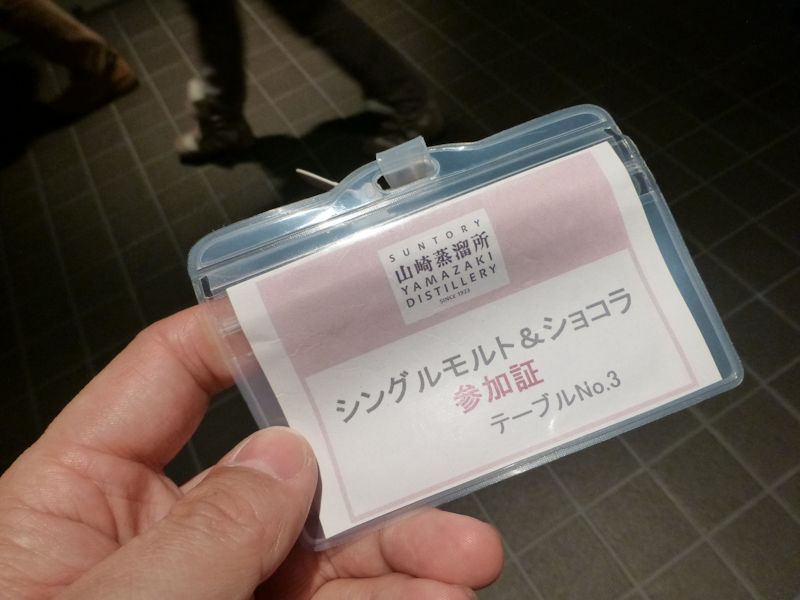 SUNTORY
山崎蒸溜所
YAMAZAKI
DISTILLERY
SINCE 1923
シングルモルト&ショコラ
参加証
テーブルNo.3